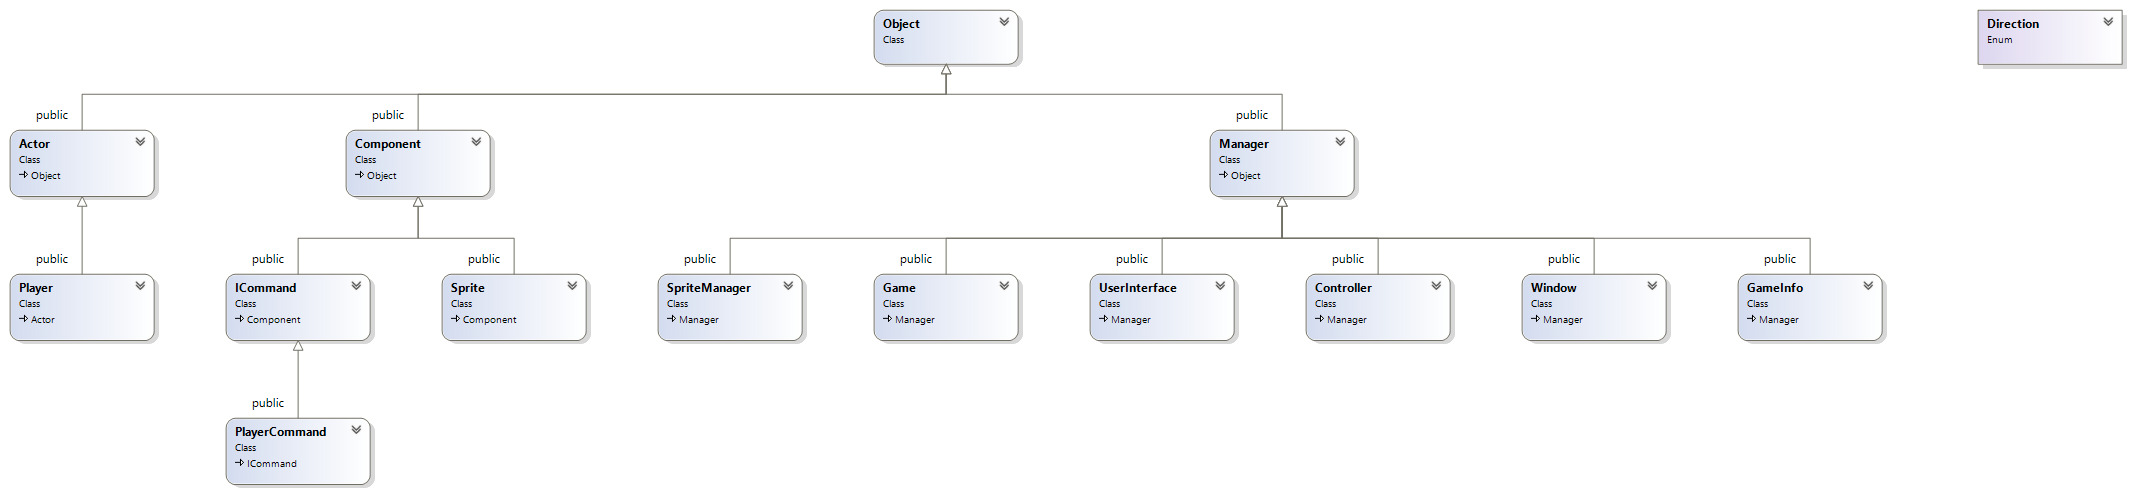 Object
Class
Direction
Enum
public
public
public
Actor
Class
Object
Component
Class
Object
Manager
Class
Object
public
public
public
public
public
public
public
public
public
Player
Class
Actor
ICommand
Class
Component
Sprite
Class
Component
SpriteManager
Class
Manager
Game
Class
Manager
UserInterface
Class
Manager
Controller
Class
Manager
Window
Class
Manager
GameInfo
Class
Manager
public
PlayerCommand
Class
ICommand